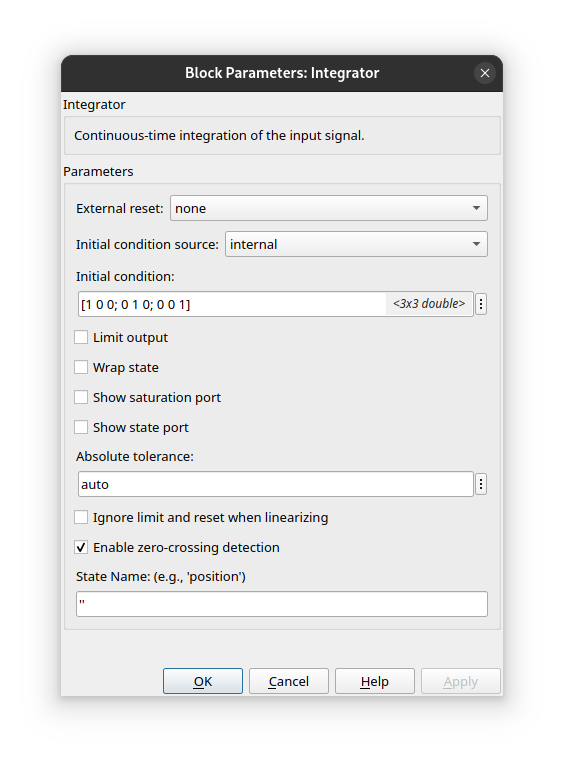 Block Parameters: Integrator
Integrator
Continuous-time integration of the input signal.
Parameters
External reset: none
Initial condition source: internal
Initial condition:
[1 0 0; 0 1 0; 0 0 1] <3x3 double>
Limit output
Wrap state
Show saturation port
Show state port
Absolute tolerance:
auto
Ignore limit and reset when linearizing
Enable zero-crossing detection
State Name: (e.g., 'position')
''
OK Cancel Help Apply